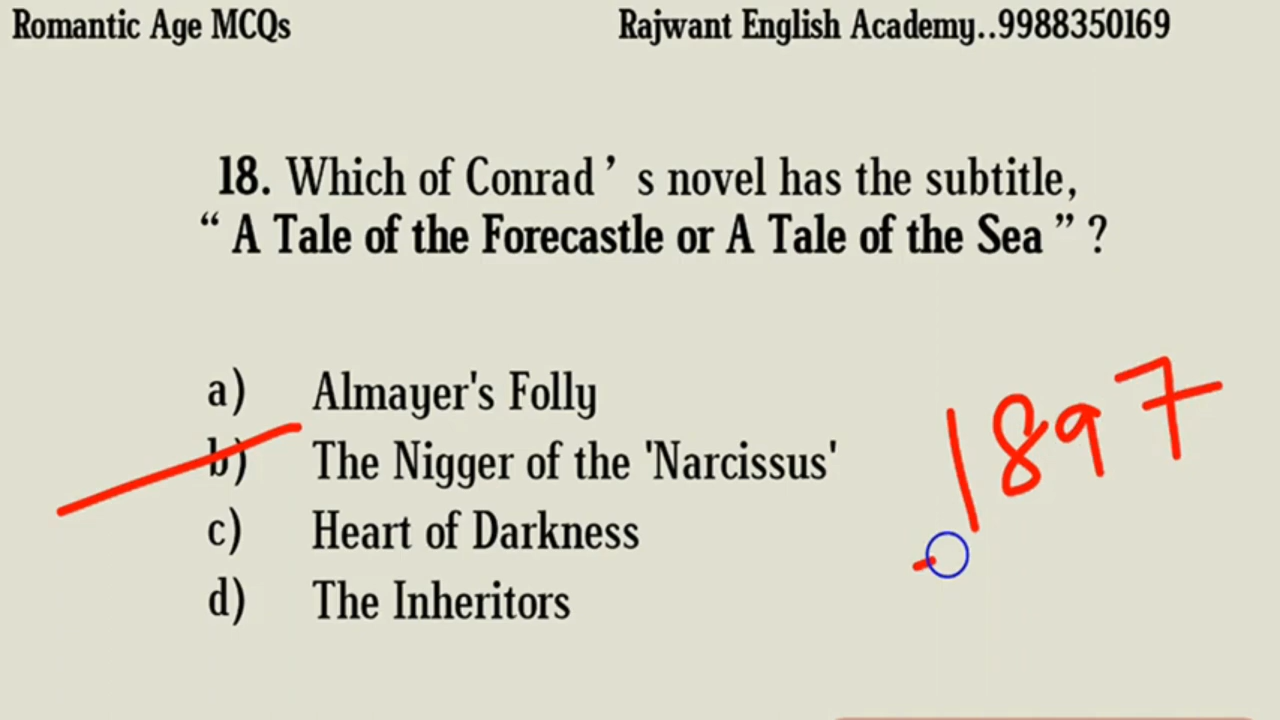 Romantic Age MCQs Rajwant English Academy..9988350169
18. Which of Conrad ’ s novel has the subtitle,
“ A Tale of the Forecastle or A Tale of the Sea ” ?
a) Almayer's Folly
b) The Nigger of the 'Narcissus'
c) Heart of Darkness
d) The Inheritors
1897